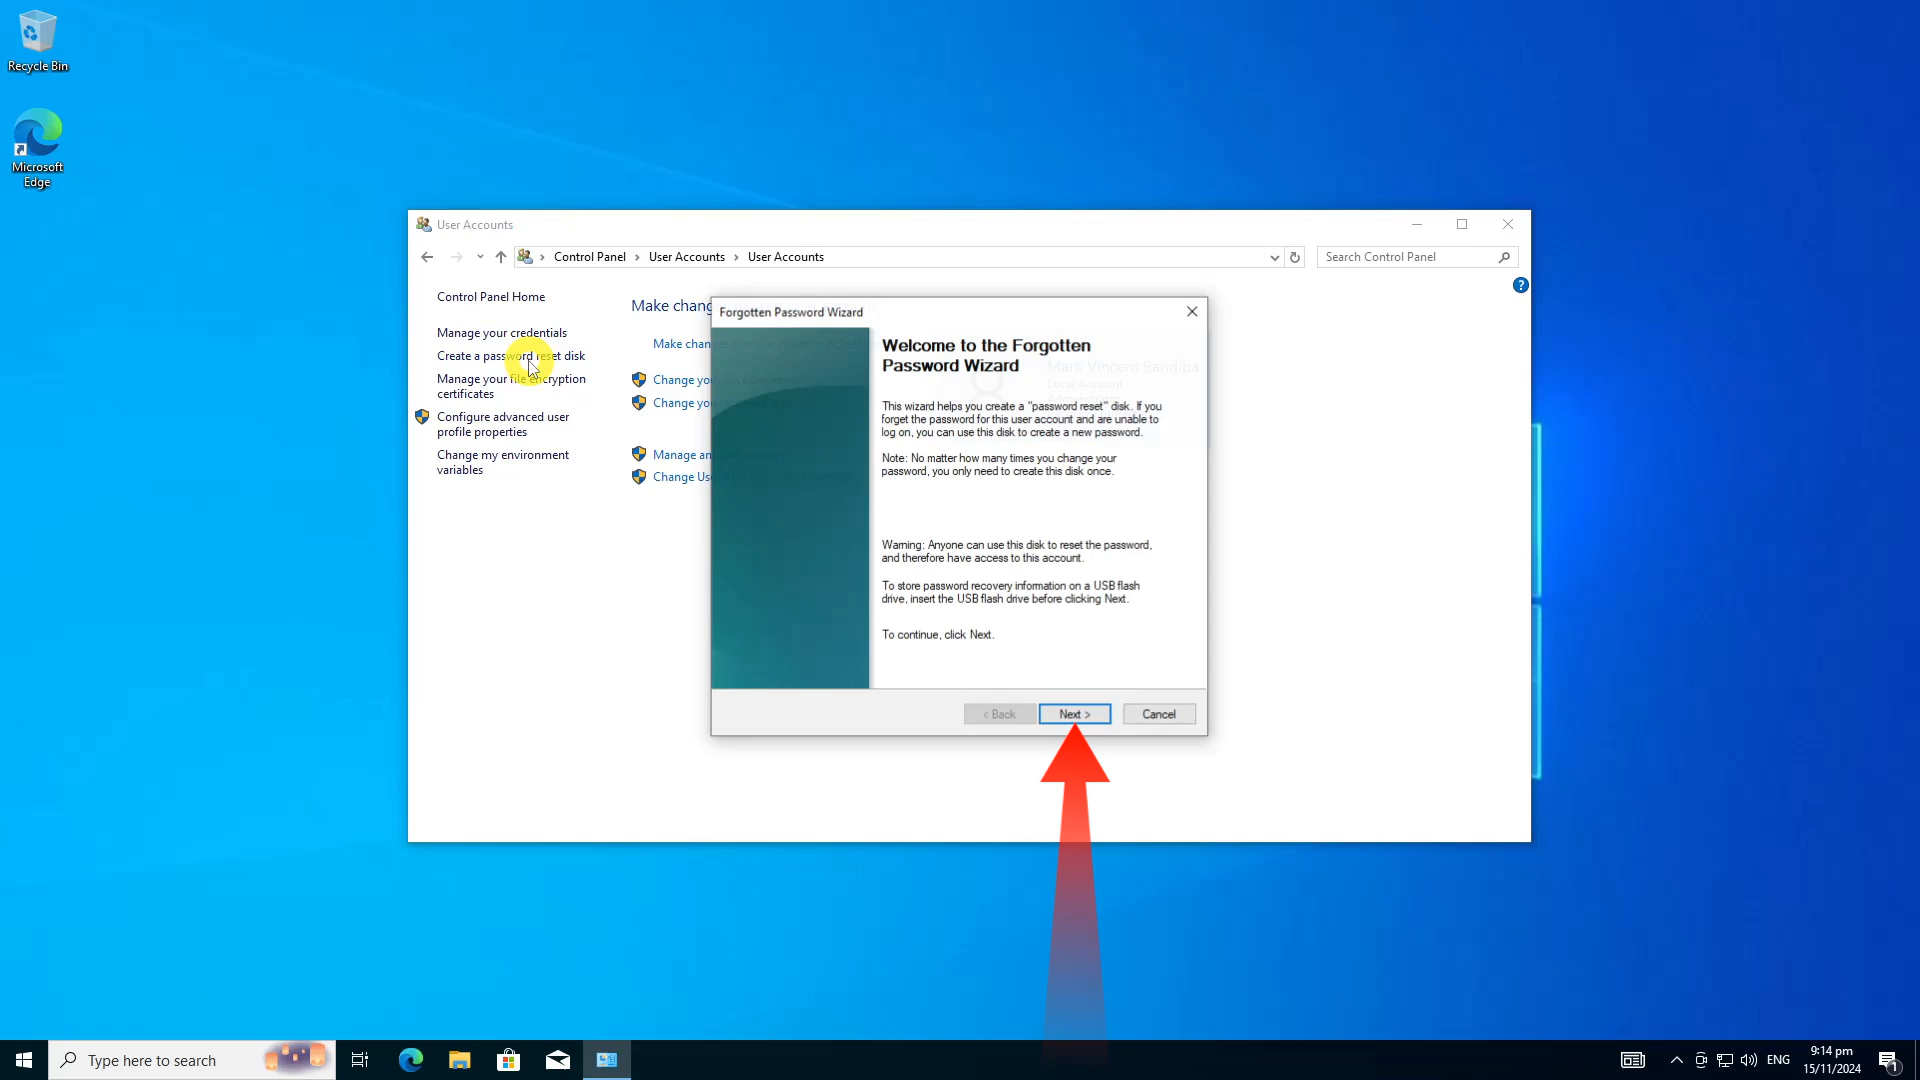 Recycle Bin
Microsoft
Edge
User Accounts
Control Panel
User Accounts
User Accounts
Search Control Panel
?
Control Panel Home
Manage your credentials
Create a password reset disk
Manage your file encryption
certificates
Configure advanced user
profile properties
Change my environment
variables
Make chang
Make changes
Change yo
Change yo
Manage an
Change Us
Forgotten Password Wizard
Welcome to the Forgotten
Password Wizard
Mark Vincent Bandiba
Local Account
This wizard helps you create a "password reset" disk. If you
forget the password for this user account and are unable to
log on, you can use this disk to create a new password.
Note: No matter how many times you change your
password, you only need to create this disk once.
Warning: Anyone can use this disk to reset the password,
and therefore have access to this account.
To store password recovery information on a USB flash
drive, insert the USB flash drive before clicking Next.
To continue, click Next.
< Back
Next >
Cancel
Type here to search
ENG
9:14 pm
15/11/2024
1